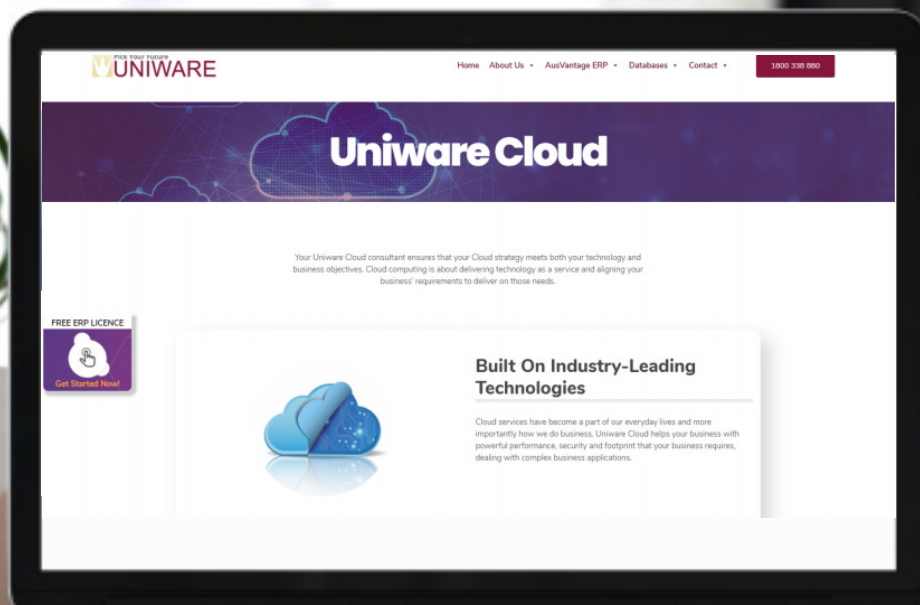 Pick Your Future
UNIWARE
Home About Us AusVantage ERP Databases Contact
1800 338 880
Uniware Cloud
Your Uniware Cloud consultant ensures that your Cloud strategy meets both your technology and
business objectives. Cloud computing is about delivering technology as a service and aligning your
business' requirements to deliver on those needs.
FREE ERP LICENCE
Get Started Now!
Built On Industry-Leading
Technologies
Cloud services have become a part of our everyday lives and more
importantly how we do business. Uniware Cloud helps your business with
powerful performance, security and footprint that your business requires,
dealing with complex business applications.